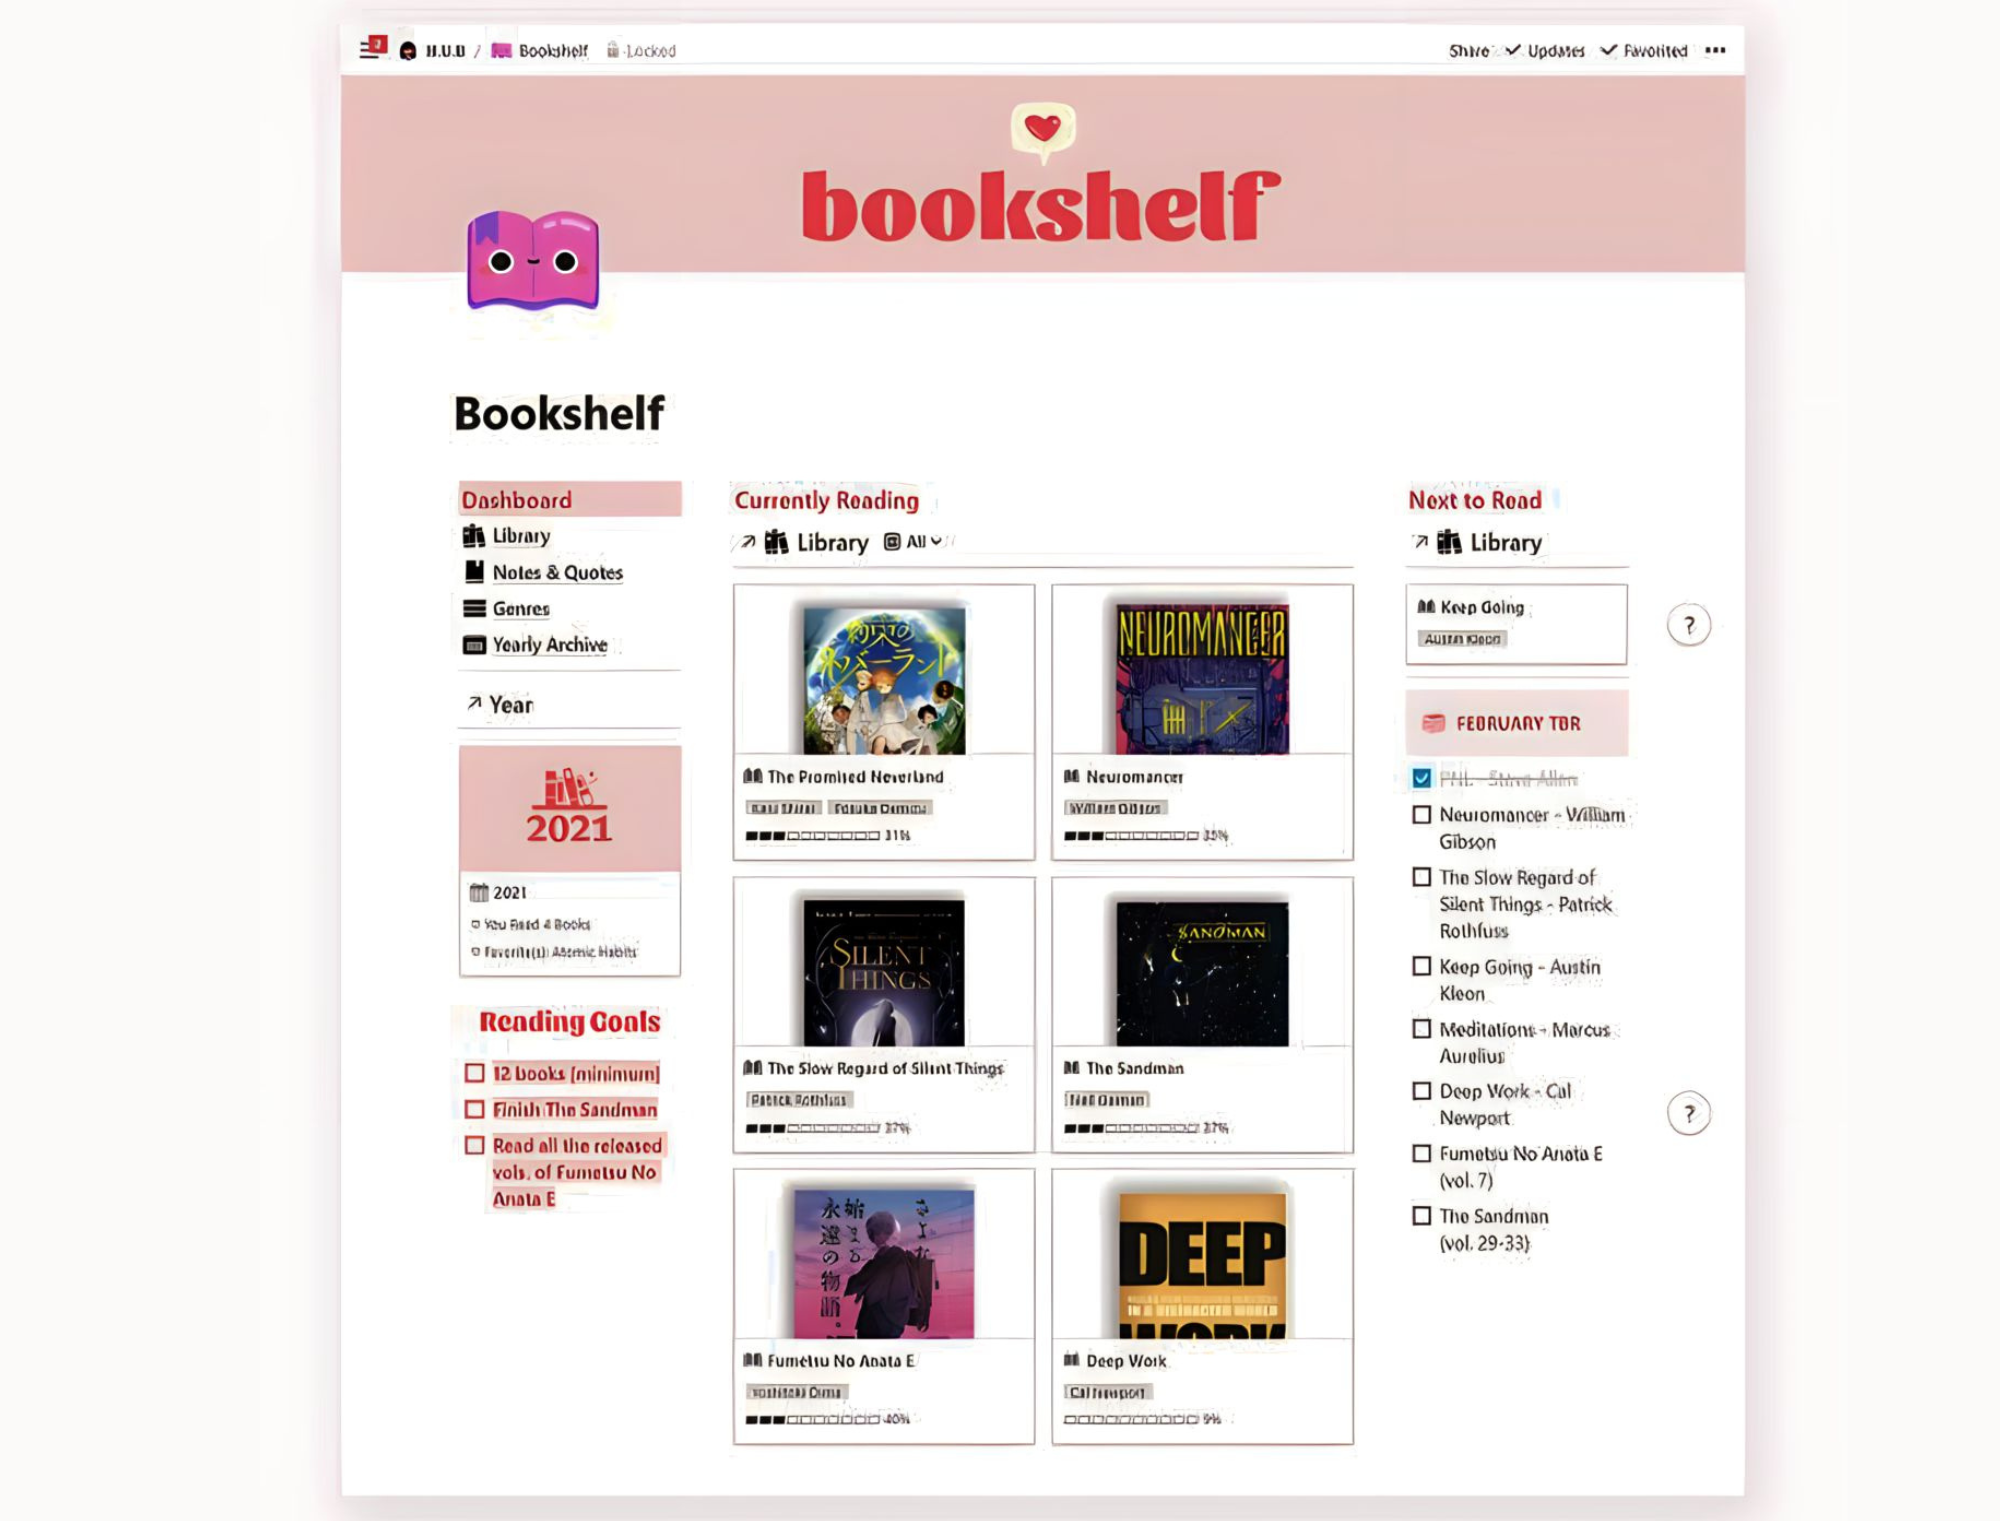 H.U.B / Bookshelf Locked
Share Updates Favorited
bookshelf
Bookshelf
Dashboard
Library
Notes & Quotes
Genres
Yearly Archive
Year
2021
2021
You Read 4 Books
Favorite(s): Atomic Habits
Reading Goals
12 books (minimum)
Finish The Sandman
Read all the released
vols. of Fumetsu No
Anata E
Currently Reading
Library All
約束の
ネバーランド
The Promised Neverland
31%
NEUROMANCER
Neuromancer
William Gibson
35%
SILENT
THINGS
The Slow Regard of Silent Things
Patrick Rothfuss
37%
SANDMAN
The Sandman
Neil Gaiman
37%
さよなら
始まる
永遠の物語。
Fumetsu No Anata E
Yoshitoki Oima
40%
DEEP
WORK
Deep Work
Cal Newport
9%
Next to Read
Library
Keep Going
Austin Kleon
?
FEBRUARY TBR
PNL - Steve Allen
Neuromancer - William
Gibson
The Slow Regard of
Silent Things - Patrick
Rothfuss
Keep Going - Austin
Kleon
Meditations - Marcus
Aurelius
Deep Work - Cal
Newport
?
Fumetsu No Anata E
(vol. 7)
The Sandman
(vol. 29-33)